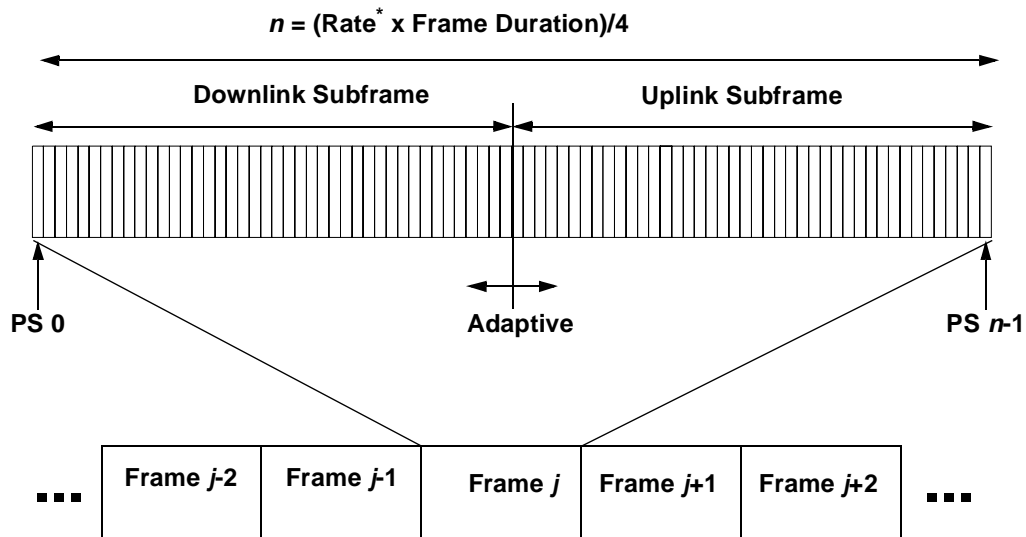 n = (Rate* x Frame Duration)/4
Downlink Subframe
Uplink Subframe
PS 0
Adaptive
PS n-1
Frame j-2
Frame j-1
Frame j
Frame j+1
Frame j+2